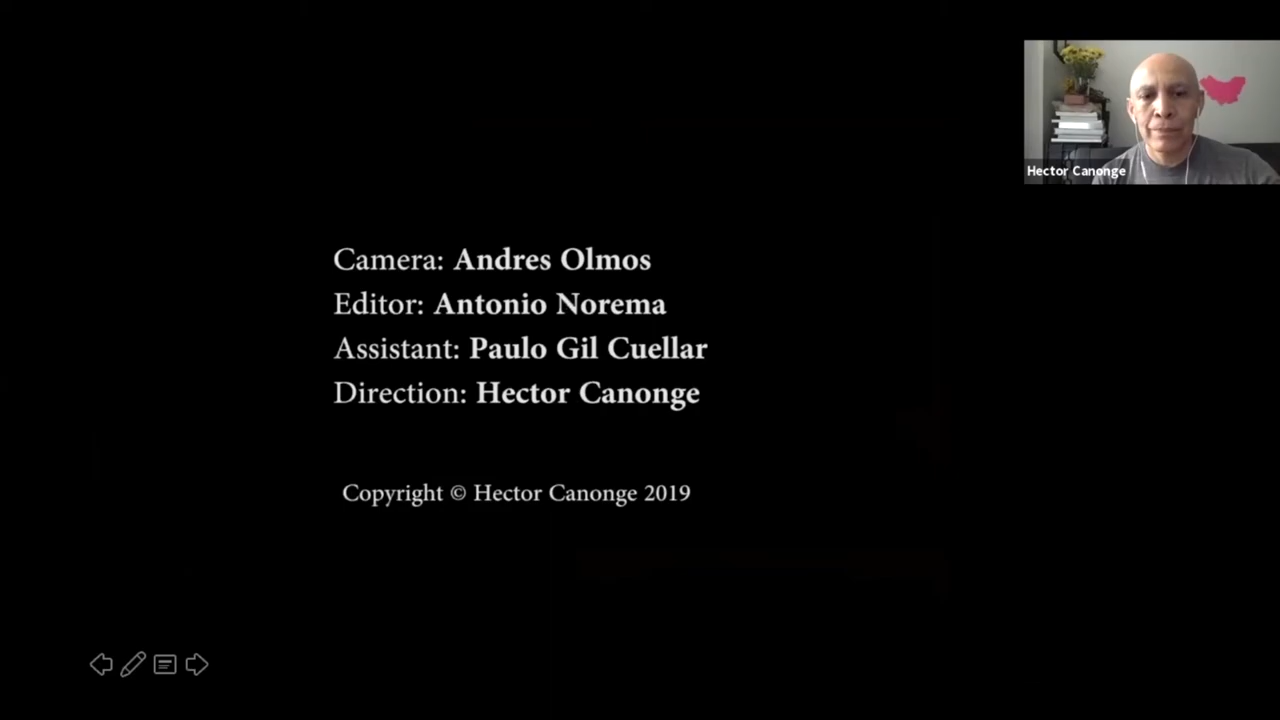 Hector Canonge
Camera: Andres Olmos
Editor: Antonio Norema
Assistant: Paulo Gil Cuellar
Direction: Hector Canonge
Copyright © Hector Canonge 2019